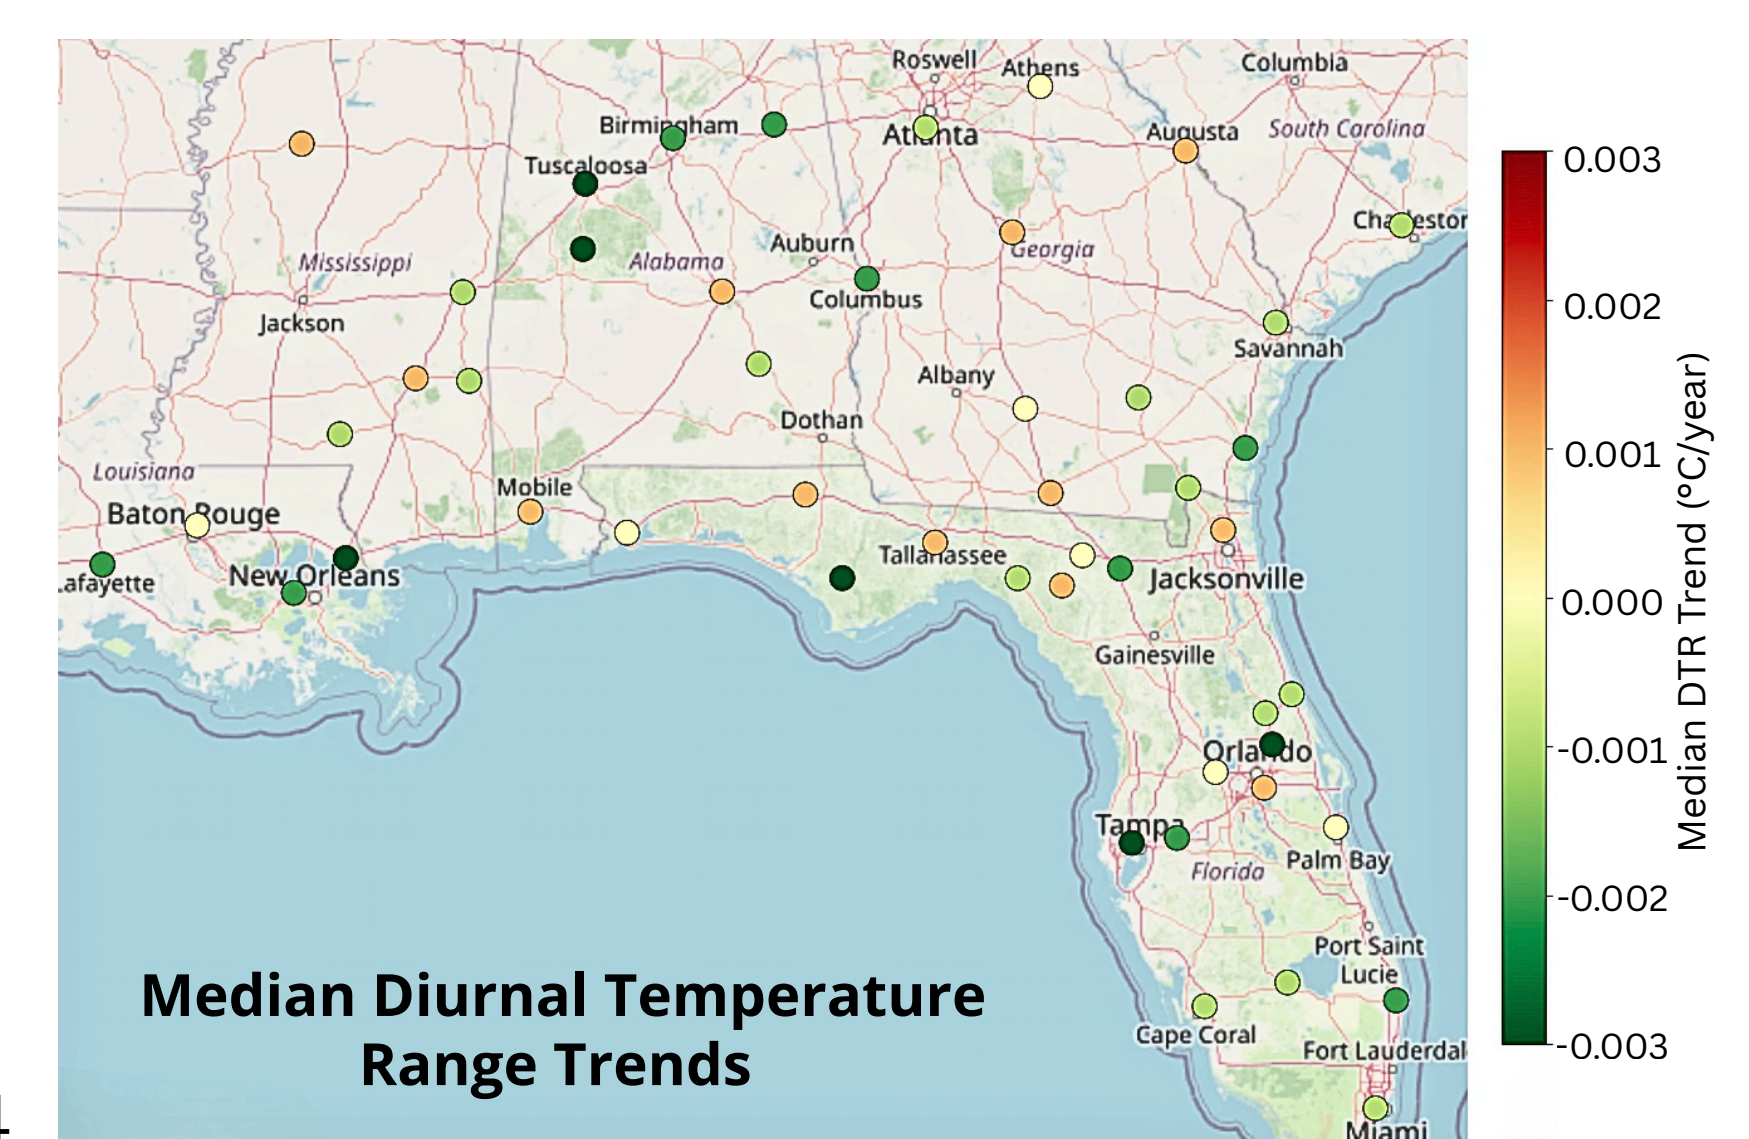 Roswell
Athens
Columbia
Birmingham
Atlanta
Augusta
South Carolina
Tuscaloosa
Charlestor
Auburn
Georgia
Mississippi
Alabama
Columbus
Jackson
Savannah
Albany
Dothan
Louisiana
Mobile
Baton Rouge
Tallahassee
Lafayette
New Orleans
Jacksonville
Gainesville
Orlando
Tampa
Palm Bay
Florida
Port Saint
Lucie
Cape Coral
Fort Lauderdal
Miami
Median Diurnal Temperature
Range Trends
0.003
0.002
0.001
0.000
-0.001
-0.002
-0.003
Median DTR Trend (°C/year)